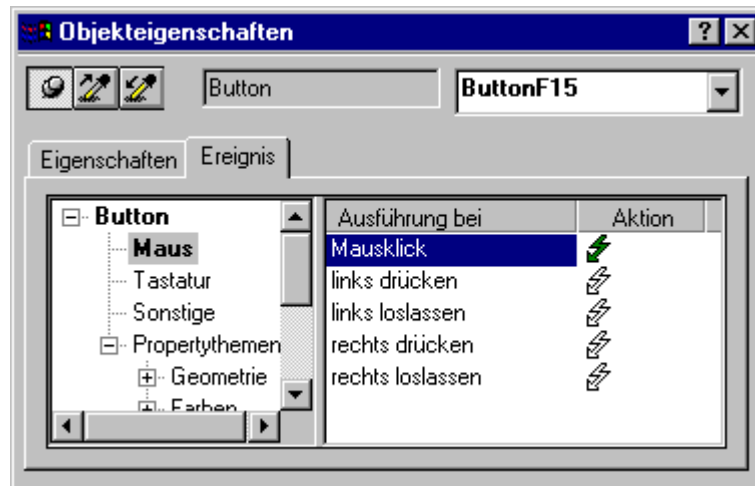 Objekteigenschaften
Button ButtonF15
Eigenschaften Ereignis
Button
Maus
Tastatur
Sonstige
Propertythemen
Geometrie
Farben
Ausführung bei Aktion
Mausklick
links drücken
links loslassen
rechts drücken
rechts loslassen